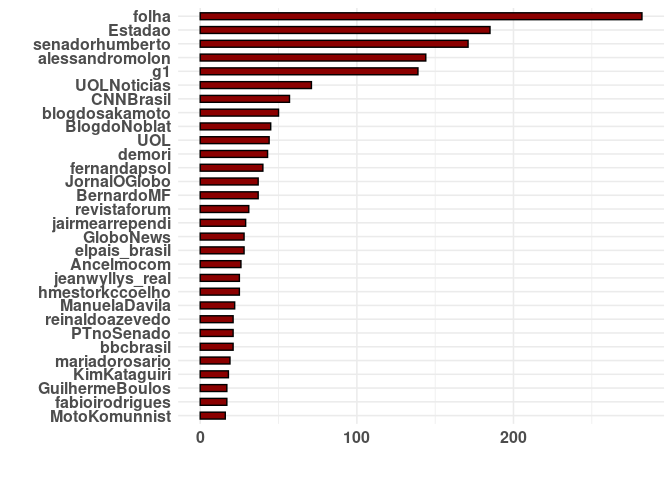 folha
Estadao
senadorhumberto
alessandromolon
g1
UOLNoticias
CNNBrasil
blogdosakamoto
BlogdoNoblat
UOL
demori
fernandapsol
JornalOGlobo
BernardoMF
revistaforum
jairmearrependi
GloboNews
elpais_brasil
Ancelmocom
jeanwyllys_real
hmestorkccoelho
ManuelaDavila
reinaldoazevedo
PTnoSenado
bbcbrasil
mariadorosario
KimKataguiri
GuilhermeBoulos
fabioirodrigues
MotoKomunnist
0 100 200